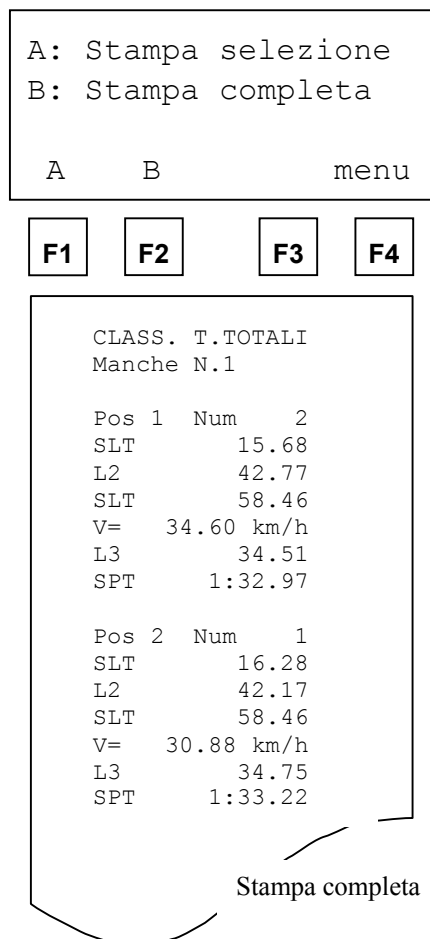 A: Stampa selezione
B: Stampa completa
A B menu
F1 F2 F3 F4
CLASS. T.TOTALI
Manche N.1
Pos 1 Num 2
SLT 15.68
L2 42.77
SLT 58.46
V= 34.60 km/h
L3 34.51
SPT 1:32.97
Pos 2 Num 1
SLT 16.28
L2 42.17
SLT 58.46
V= 30.88 km/h
L3 34.75
SPT 1:33.22
Stampa completa